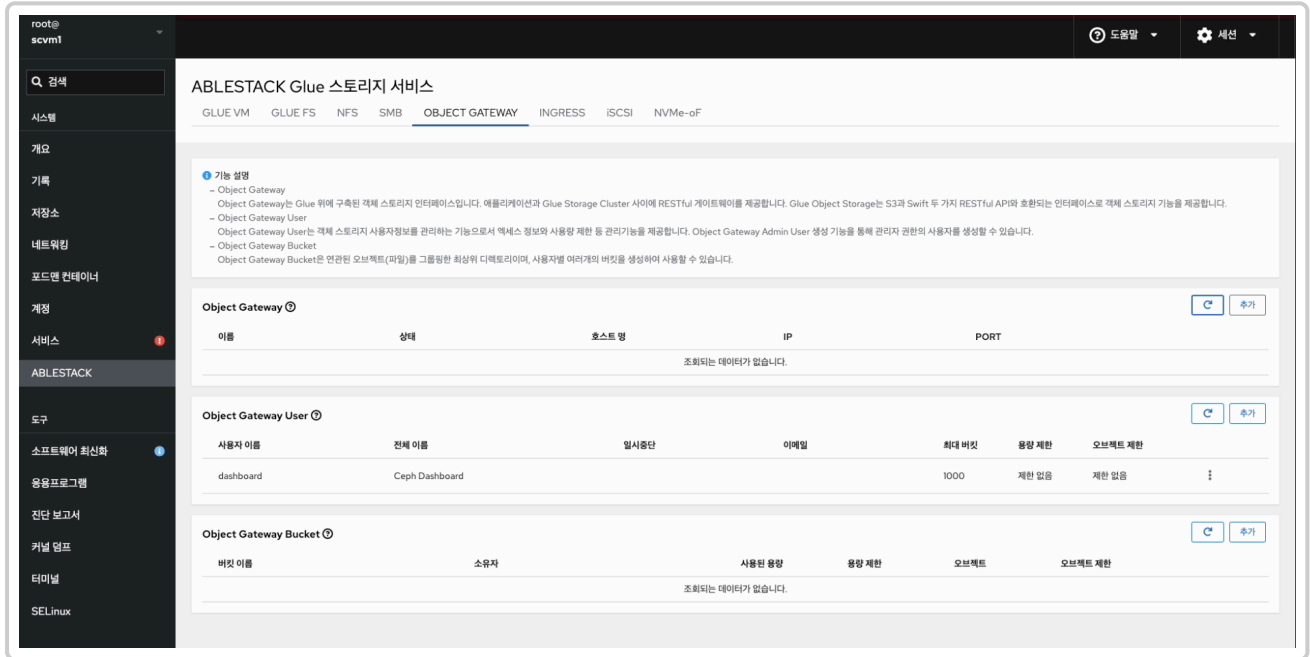 root@
scvm1
도움말
세션
검색
시스템
개요
기록
저장소
네트워킹
포드맨 컨테이너
계정
서비스
ABLESTACK
도구
소프트웨어 최신화
응용프로그램
진단 보고서
커널 덤프
터미널
SELinux
ABLESTACK Glue 스토리지 서비스
GLUE VM GLUE FS NFS SMB OBJECT GATEWAY INGRESS iSCSI NVMe-oF
기능 설명
– Object Gateway
Object Gateway는 Glue 위에 구축된 객체 스토리지 인터페이스입니다. 애플리케이션과 Glue Storage Cluster 사이에 RESTful 게이트웨이를 제공합니다. Glue Object Storage는 S3과 Swift 두 가지 RESTful API와 호환되는 인터페이스로 객체 스토리지 기능을 제공합니다.
– Object Gateway User
Object Gateway User는 객체 스토리지 사용자정보를 관리하는 기능으로서 엑세스 정보와 사용량 제한 등 관리기능을 제공합니다. Object Gateway Admin User 생성 기능을 통해 관리자 권한의 사용자를 생성할 수 있습니다.
– Object Gateway Bucket
Object Gateway Bucket은 연관된 오브젝트(파일)를 그룹핑한 최상위 디렉토리이며, 사용자별 여러개의 버킷을 생성하여 사용할 수 있습니다.
Object Gateway
추가
이름 상태 호스트 명 IP PORT
조회되는 데이터가 없습니다.
Object Gateway User
추가
사용자 이름 전체 이름 일시중단 이메일 최대 버킷 용량 제한 오브젝트 제한
dashboard Ceph Dashboard 1000 제한 없음 제한 없음
Object Gateway Bucket
추가
버킷 이름 소유자 사용된 용량 용량 제한 오브젝트 오브젝트 제한
조회되는 데이터가 없습니다.